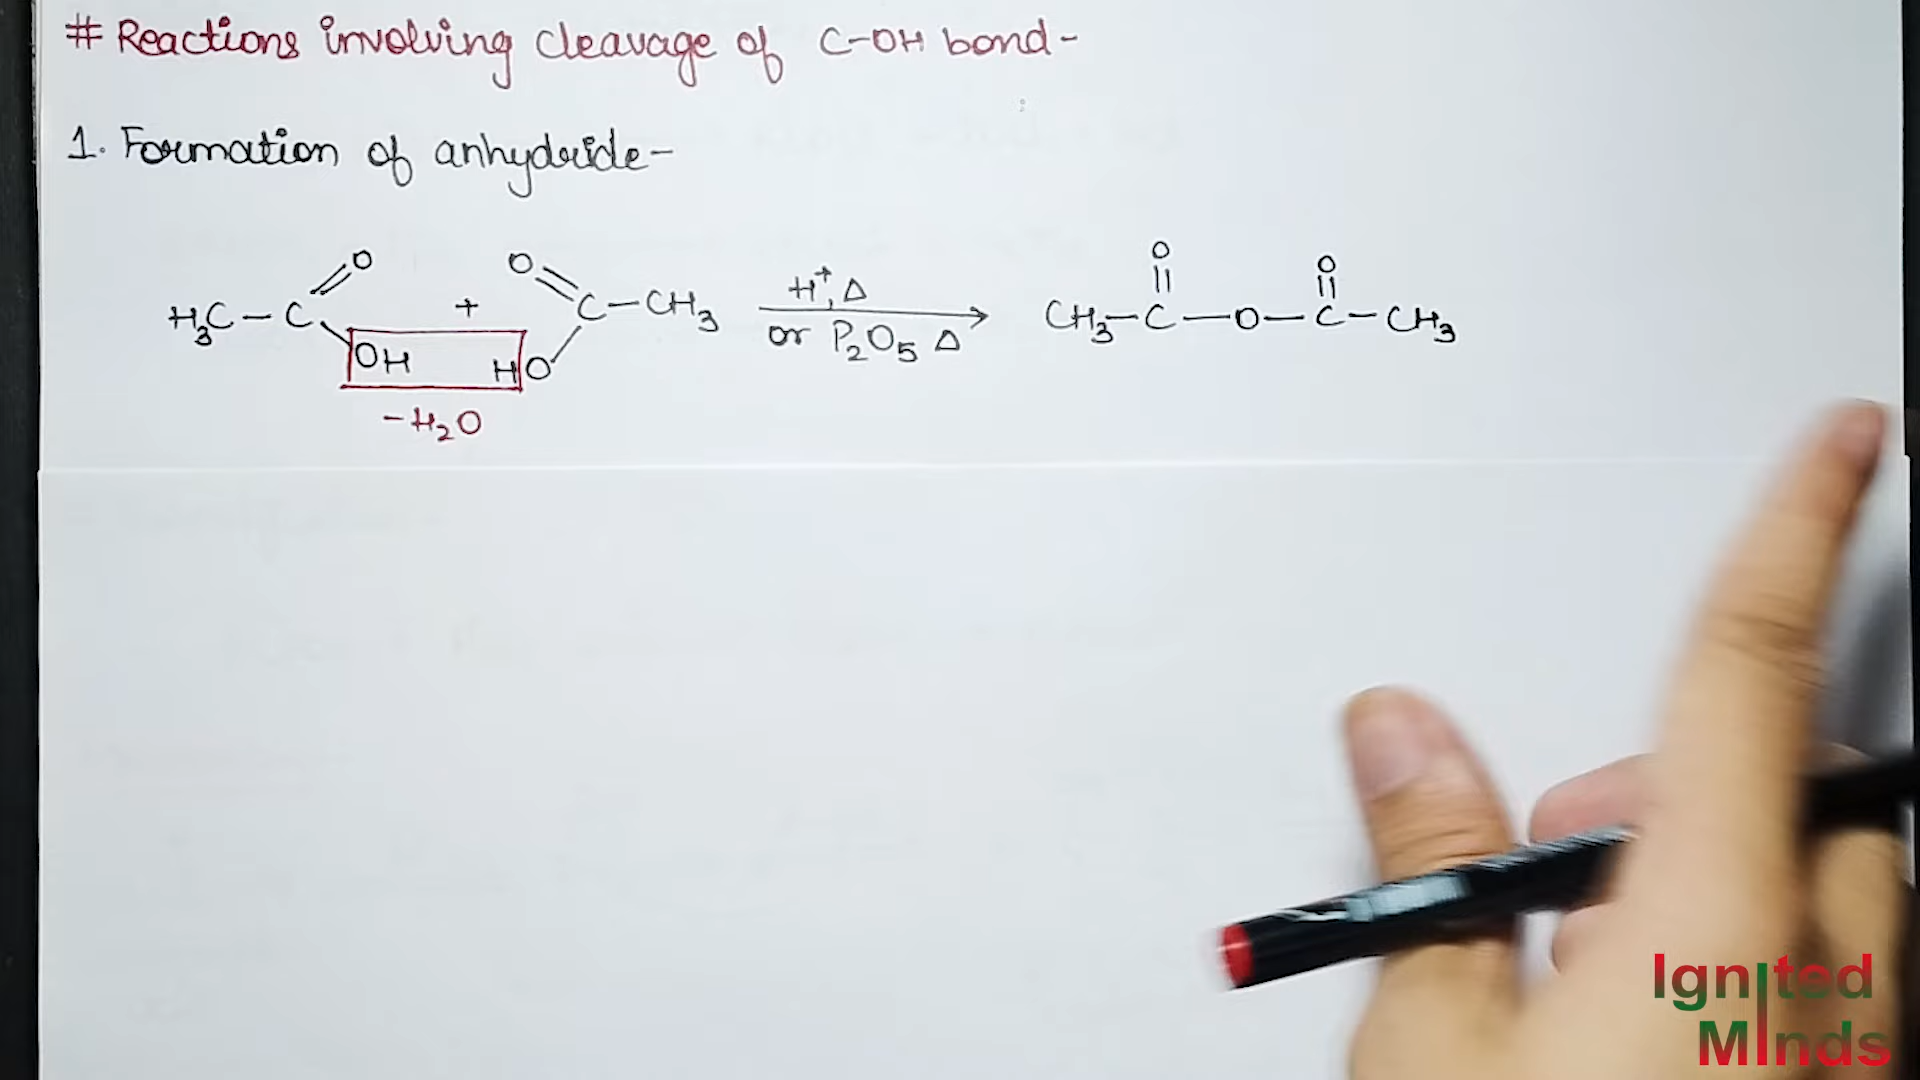 # Reactions involving cleavage of C-OH bond-
1. Formation of anhydride-
O O O O
H₃C - C + C - CH₃ H⁺, Δ CH₃ - C - O - C - CH₃
OH HO or P₂O₅ Δ
-H₂O
Ignited
Minds